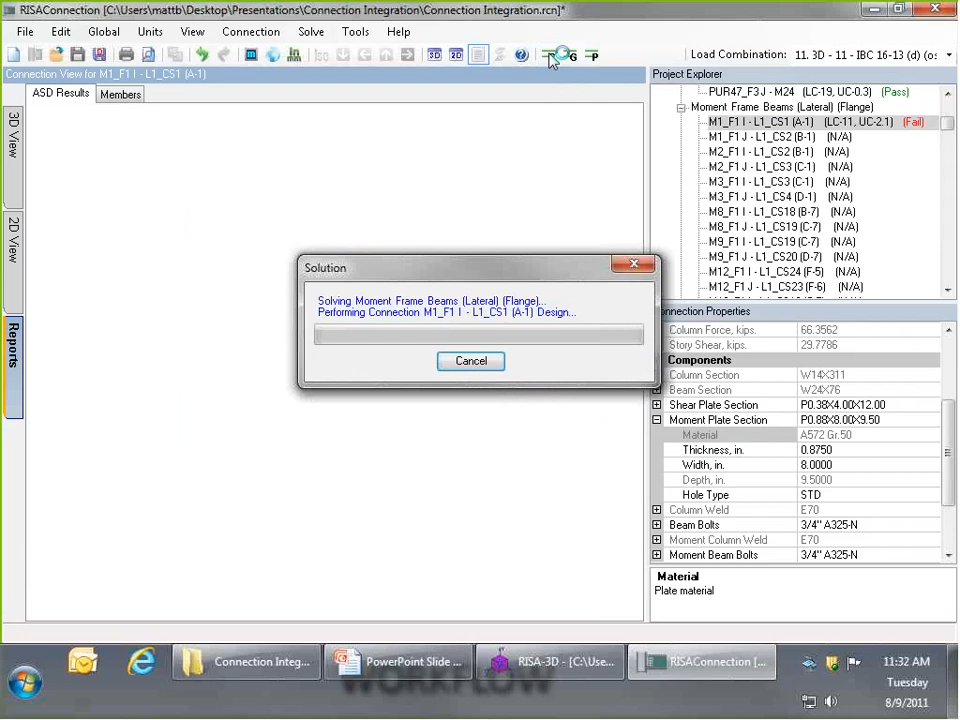 RISAConnection [C:\Users\mattb\Desktop\Presentations\Connection Integration\Connection Integration.rcn]*
File Edit Global Units View Connection Solve Tools Help
3D 2D G P Load Combination: 11. 3D - 11 - IBC 16-13 (d) (os
Connection View for M1_F1 I - L1_CS1 (A-1)
Project Explorer
ASD Results Members
3D View
2D View
Reports
PUR47_F3 J - M24 (LC-19, UC-0.3) (Pass)
Moment Frame Beams (Lateral) (Flange)
M1_F1 I - L1_CS1 (A-1) (LC-11, UC-2.1) (Fail)
M1_F1 J - L1_CS2 (B-1) (N/A)
M2_F1 I - L1_CS2 (B-1) (N/A)
M2_F1 J - L1_CS3 (C-1) (N/A)
M3_F1 I - L1_CS3 (C-1) (N/A)
M3_F1 J - L1_CS4 (D-1) (N/A)
M8_F1 I - L1_CS18 (B-7) (N/A)
M8_F1 J - L1_CS19 (C-7) (N/A)
M9_F1 I - L1_CS19 (C-7) (N/A)
M9_F1 J - L1_CS20 (D-7) (N/A)
M12_F1 I - L1_CS24 (F-5) (N/A)
M12_F1 J - L1_CS23 (F-6) (N/A)
Solution
Solving Moment Frame Beams (Lateral) (Flange)...
Performing Connection M1_F1 I - L1_CS1 (A-1) Design...
Cancel
onnection Properties
Column Force, kips. 66.3562
Story Shear, kips. 29.7786
Components
Column Section W14X311
Beam Section W24X76
Shear Plate Section P0.38X4.00X12.00
Moment Plate Section P0.88X8.00X9.50
Material A572 Gr.50
Thickness, in. 0.8750
Width, in. 8.0000
Depth, in. 9.5000
Hole Type STD
Column Weld E70
Beam Bolts 3/4" A325-N
Moment Column Weld E70
Moment Beam Bolts 3/4" A325-N
Material
Plate material
Connection Integ... PowerPoint Slide ... RISA-3D - [C:\Use... RISAConnection [...
WORKFLOW
11:32 AM
Tuesday
8/9/2011